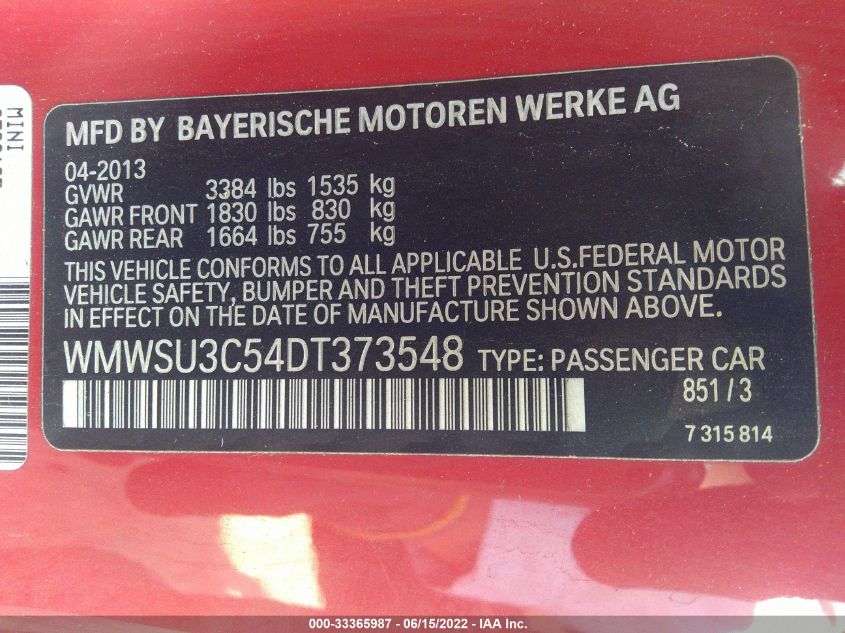 MINI
MFD BY BAYERISCHE MOTOREN WERKE AG
04-2013
GVWR 3384 lbs 1535 kg
GAWR FRONT 1830 lbs 830 kg
GAWR REAR 1664 lbs 755 kg
THIS VEHICLE CONFORMS TO ALL APPLICABLE U.S.FEDERAL MOTOR
VEHICLE SAFETY, BUMPER AND THEFT PREVENTION STANDARDS
IN EFFECT ON THE DATE OF MANUFACTURE SHOWN ABOVE.
WMWSU3C54DT373548 TYPE: PASSENGER CAR
851/3
7 315 814
000-33365987 - 06/15/2022 - IAA Inc.